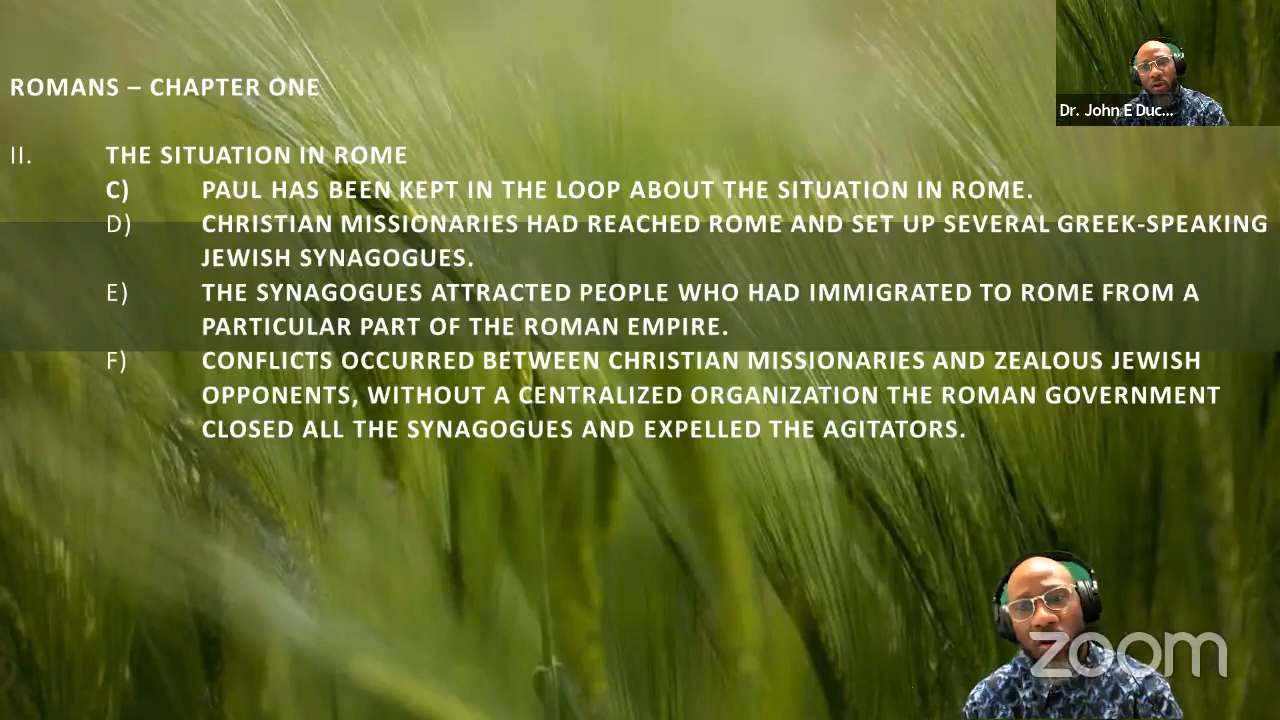 ROMANS – CHAPTER ONE
II. THE SITUATION IN ROME
C) PAUL HAS BEEN KEPT IN THE LOOP ABOUT THE SITUATION IN ROME.
D) CHRISTIAN MISSIONARIES HAD REACHED ROME AND SET UP SEVERAL GREEK-SPEAKING
JEWISH SYNAGOGUES.
E) THE SYNAGOGUES ATTRACTED PEOPLE WHO HAD IMMIGRATED TO ROME FROM A
PARTICULAR PART OF THE ROMAN EMPIRE.
F) CONFLICTS OCCURRED BETWEEN CHRISTIAN MISSIONARIES AND ZEALOUS JEWISH
OPPONENTS, WITHOUT A CENTRALIZED ORGANIZATION THE ROMAN GOVERNMENT
CLOSED ALL THE SYNAGOGUES AND EXPELLED THE AGITATORS.
Dr. John E Duc...
zoom